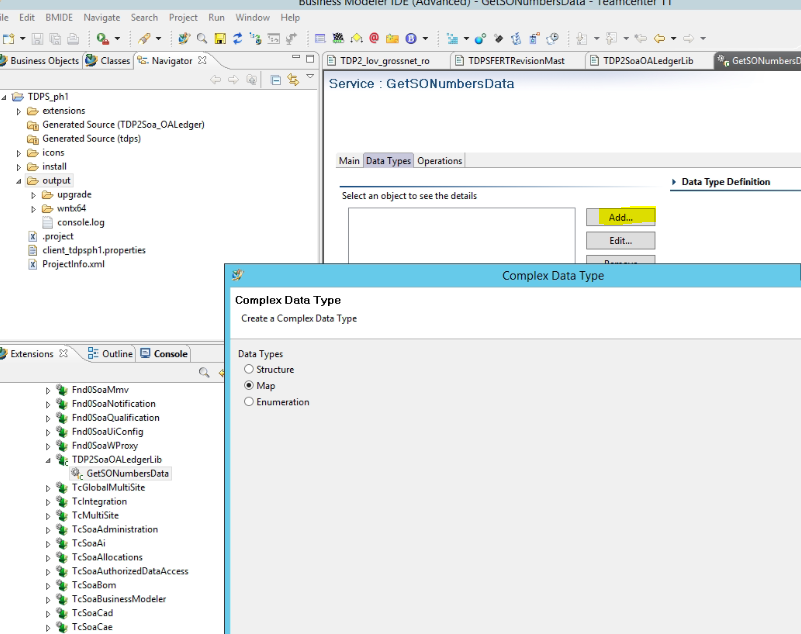 Business Modeler IDE (Advanced) - GetSONumbersData - Teamcenter 11
File Edit BMIDE Navigate Search Project Run Window Help
Business Objects Classes Navigator
TDP2_lov_grossnet_ro TDPSFERTRevisionMast TDP2SoaOALedgerLib GetSONumbersD
Service : GetSONumbersData
TDPS_ph1
extensions
Generated Source (TDP2Soa_OALedger)
Generated Source (tdps)
icons
install
output
upgrade
wntx64
console.log
.project
client_tdpsph1.properties
ProjectInfo.xml
Main Data Types Operations
Select an object to see the details
Data Type Definition
Add...
Edit...
Remove
Complex Data Type
Complex Data Type
Create a Complex Data Type
Data Types
Structure
Map
Enumeration
Extensions Outline Console
Fnd0SoaMmv
Fnd0SoaNotification
Fnd0SoaQualification
Fnd0SoaUiConfig
Fnd0SoaWProxy
TDP2SoaOALedgerLib
GetSONumbersData
TcGlobalMultiSite
TcIntegration
TcMultiSite
TcSoaAdministration
TcSoaAi
TcSoaAllocations
TcSoaAuthorizedDataAccess
TcSoaBom
TcSoaBusinessModeler
TcSoaCad
TcSoaCae